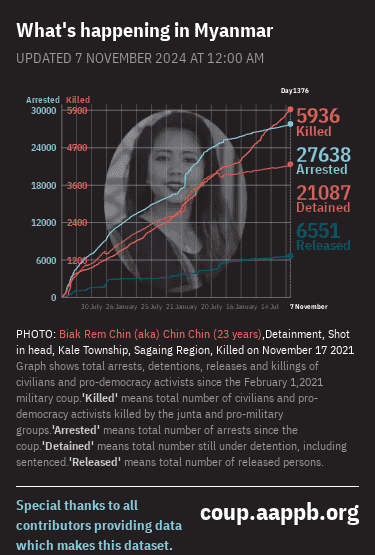 What's happening in Myanmar
UPDATED 7 NOVEMBER 2024 AT 12:00 AM
Day1376
Arrested Killed
30000 5900
24000 4800
18000 3600
12000 2400
6000 1200
0
5936
Killed
27638
Arrested
21087
Detained
6551
Released
30 July 26 January 25 July 21 January 20 July 16 January 14 Jul 7 November
PHOTO: Biak Rem Chin (aka) Chin Chin (23 years),Detainment, Shot
in head, Kale Township, Sagaing Region, Killed on November 17 2021
Graph shows total arrests, detentions, releases and killings of
civilians and pro-democracy activists since the February 1,2021
military coup.'Killed' means total number of civilians and pro-
democracy activists killed by the junta and pro-military
groups.'Arrested' means total number of arrests since the
coup.'Detained' means total number still under detention, including
sentenced.'Released' means total number of released persons.
Special thanks to all
contributors providing data
which makes this dataset.
coup.aappb.org